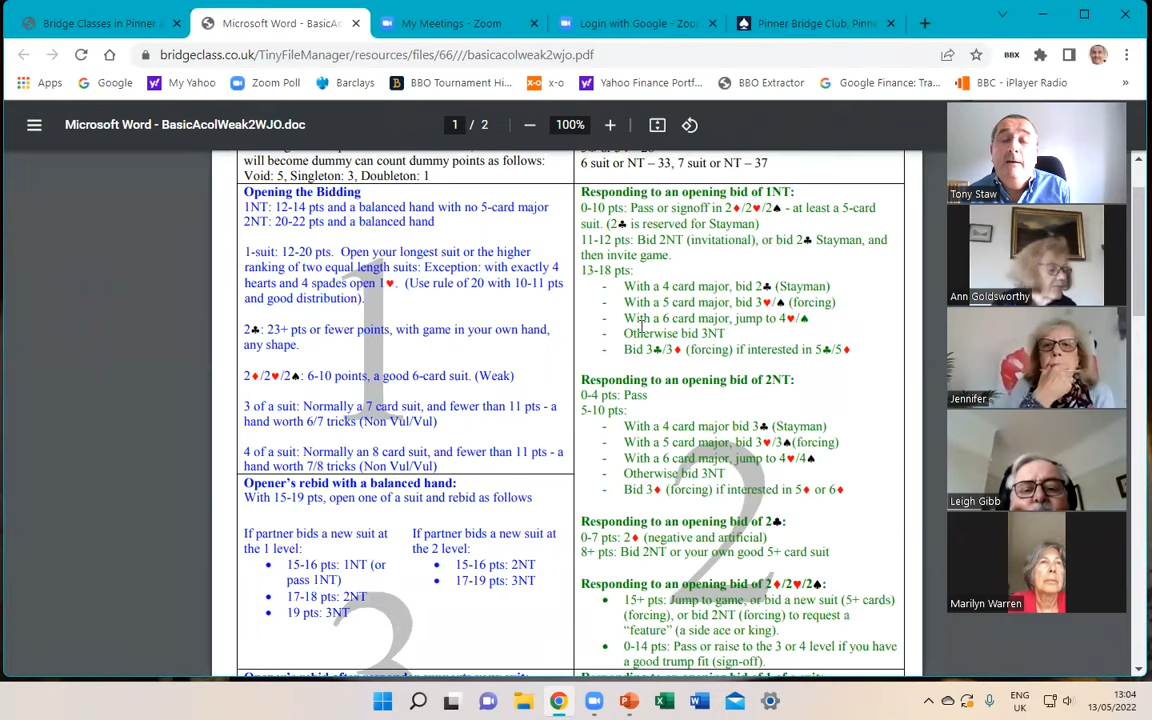 Bridge Classes in Pinner a
Microsoft Word - BasicAc
My Meetings - Zoom
Login with Google - Zoo
Pinner Bridge Club, Pinne
bridgeclass.co.uk/TinyFileManager/resources/files/66///basicacolweak2wjo.pdf
BBX
Apps
Google
My Yahoo
Zoom Poll
Barclays
BBO Tournament Hi...
x-o
x-o
Yahoo Finance Portf...
BBO Extractor
Google Finance: Tra...
BBC - iPlayer Radio
»
Microsoft Word - BasicAcolWeak2WJO.doc
1 / 2
100%
will become dummy can count dummy points as follows:
Void: 5, Singleton: 3, Doubleton: 1
Opening the Bidding
1NT: 12-14 pts and a balanced hand with no 5-card major
2NT: 20-22 pts and a balanced hand
1-suit: 12-20 pts. Open your longest suit or the higher
ranking of two equal length suits: Exception: with exactly 4
hearts and 4 spades open 1♥. (Use rule of 20 with 10-11 pts
and good distribution).
2♣: 23+ pts or fewer points, with game in your own hand,
any shape.
2♦/2♥/2♠: 6-10 points, a good 6-card suit. (Weak)
3 of a suit: Normally a 7 card suit, and fewer than 11 pts - a
hand worth 6/7 tricks (Non Vul/Vul)
4 of a suit: Normally an 8 card suit, and fewer than 11 pts - a
hand worth 7/8 tricks (Non Vul/Vul)
1
Opener's rebid with a balanced hand:
With 15-19 pts, open one of a suit and rebid as follows
If partner bids a new suit at
the 1 level:
• 15-16 pts: 1NT (or
pass 1NT)
• 17-18 pts: 2NT
• 19 pts: 3NT
If partner bids a new suit at
the 2 level:
• 15-16 pts: 2NT
• 17-19 pts: 3NT
3
6 suit or NT – 33, 7 suit or NT - 37
Responding to an opening bid of 1NT:
0-10 pts: Pass or signoff in 2♦/2♥/2♠ - at least a 5-card
suit. (2♣ is reserved for Stayman)
11-12 pts: Bid 2NT (invitational), or bid 2♣ Stayman, and
then invite game.
13-18 pts:
- With a 4 card major, bid 2♣ (Stayman)
- With a 5 card major, bid 3♥/♠ (forcing)
- With a 6 card major, jump to 4♥/♠
- Otherwise bid 3NT
- Bid 3♣/3♦ (forcing) if interested in 5♣/5♦
Responding to an opening bid of 2NT:
0-4 pts: Pass
5-10 pts:
- With a 4 card major bid 3♣ (Stayman)
- With a 5 card major, bid 3♥/3♠(forcing)
- With a 6 card major, jump to 4♥/4♠
- Otherwise bid 3NT
- Bid 3♦ (forcing) if interested in 5♦ or 6♦
Responding to an opening bid of 2♣:
0-7 pts: 2♦ (negative and artificial)
8+ pts: Bid 2NT or your own good 5+ card suit
2
Responding to an opening bid of 2♦/2♥/2♠:
• 15+ pts: Jump to game, or bid a new suit (5+ cards)
(forcing), or bid 2NT (forcing) to request a
“feature” (a side ace or king).
• 0-14 pts: Pass or raise to the 3 or 4 level if you have
a good trump fit (sign-off).
Tony Staw
Ann Goldsworthy
Jennifer
Leigh Gibb
Marilyn Warren
ENG
UK
13:04
13/05/2022